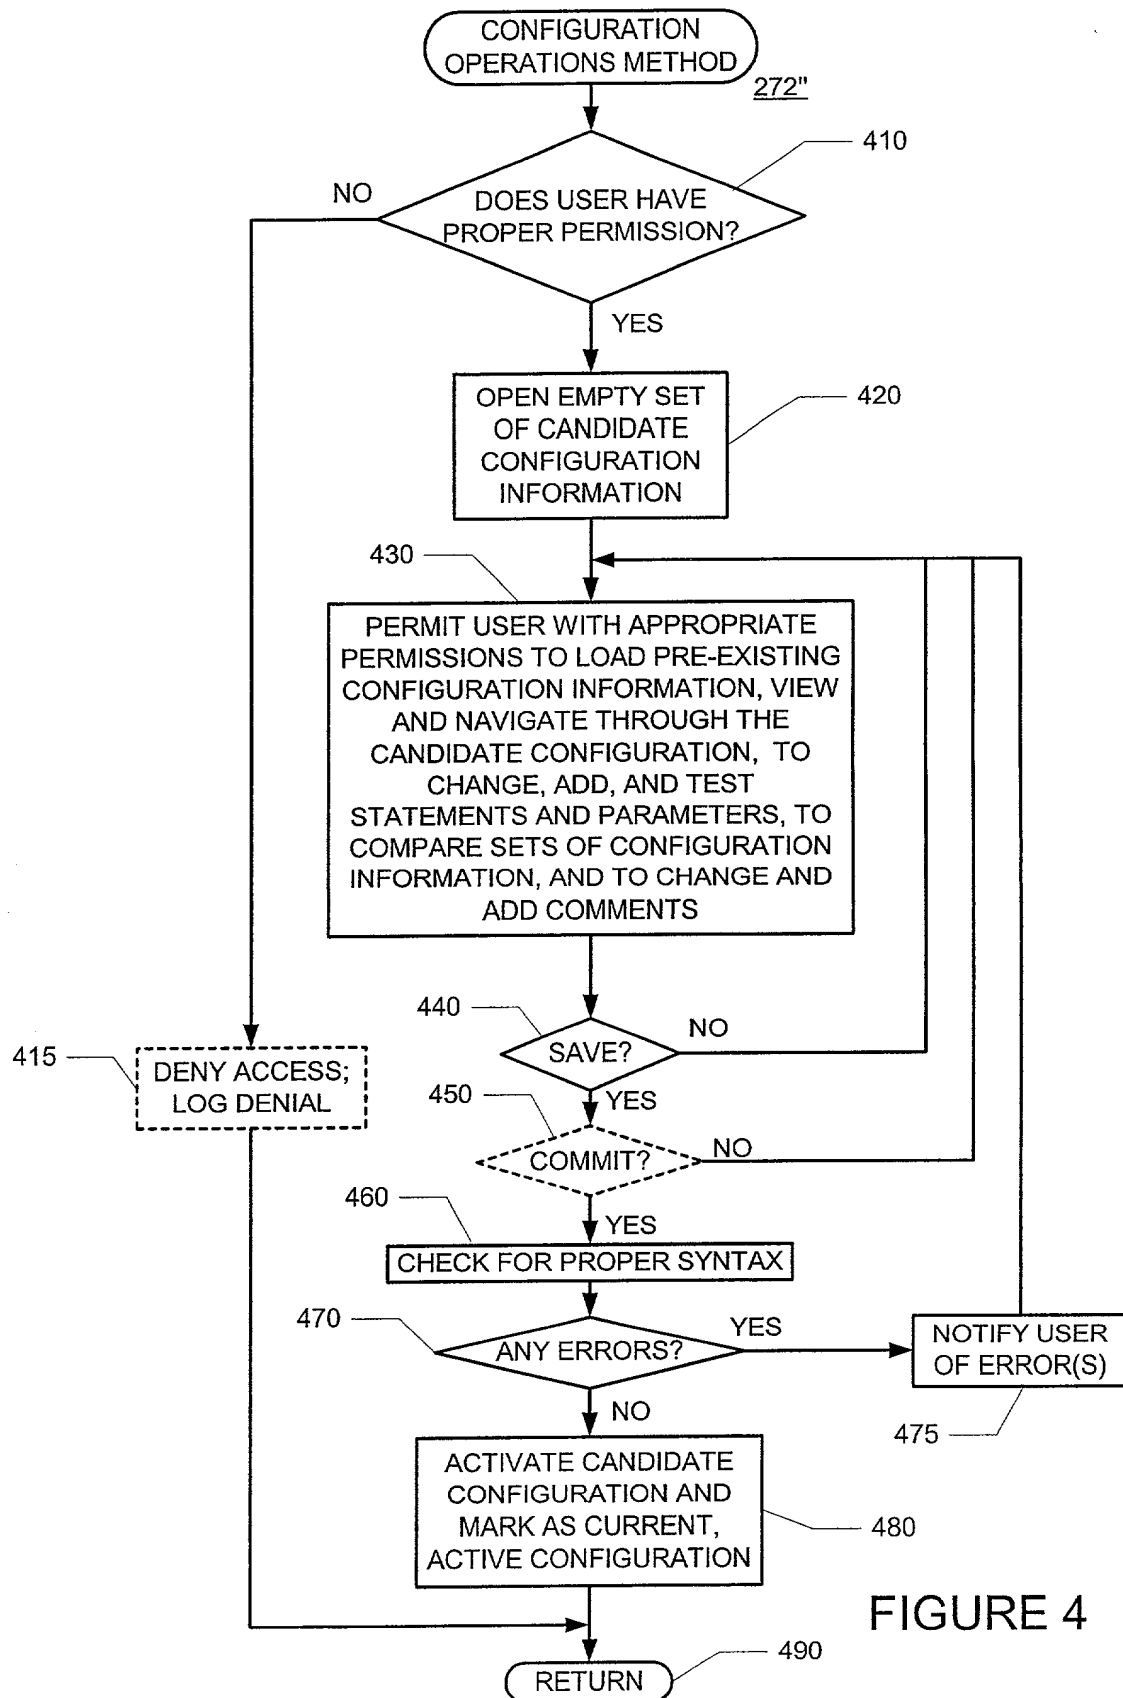 CONFIGURATION
OPERATIONS METHOD
272"
410
NO
DOES USER HAVE
PROPER PERMISSION?
YES
OPEN EMPTY SET
OF CANDIDATE
CONFIGURATION
INFORMATION
420
430
PERMIT USER WITH APPROPRIATE
PERMISSIONS TO LOAD PRE-EXISTING
CONFIGURATION INFORMATION, VIEW
AND NAVIGATE THROUGH THE
CANDIDATE CONFIGURATION, TO
CHANGE, ADD, AND TEST
STATEMENTS AND PARAMETERS, TO
COMPARE SETS OF CONFIGURATION
INFORMATION, AND TO CHANGE AND
ADD COMMENTS
440
NO
SAVE?
415
DENY ACCESS;
LOG DENIAL
YES
450
NO
COMMIT?
460
YES
CHECK FOR PROPER SYNTAX
470
YES
ANY ERRORS?
NOTIFY USER
OF ERROR(S)
NO
475
ACTIVATE CANDIDATE
CONFIGURATION AND
MARK AS CURRENT,
ACTIVE CONFIGURATION
480
FIGURE 4
490
RETURN